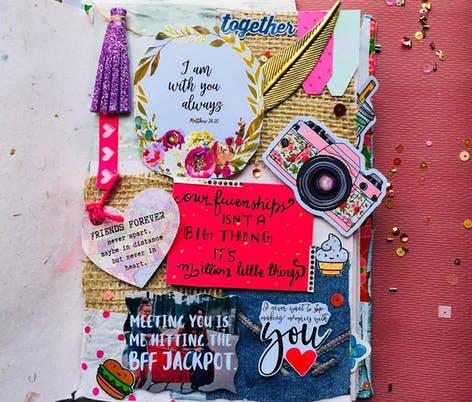 together
I am
with you
always
Matthew 28:20
our friendships
ISN'T A
BIG THING
IT'S
Million little things
FRIENDS FOREVER
never apart,
maybe in distance
but never in
heart.
MEETING YOU IS
LIKE HITTING THE
BFF JACKPOT.
I never want to stop
making memories with
you